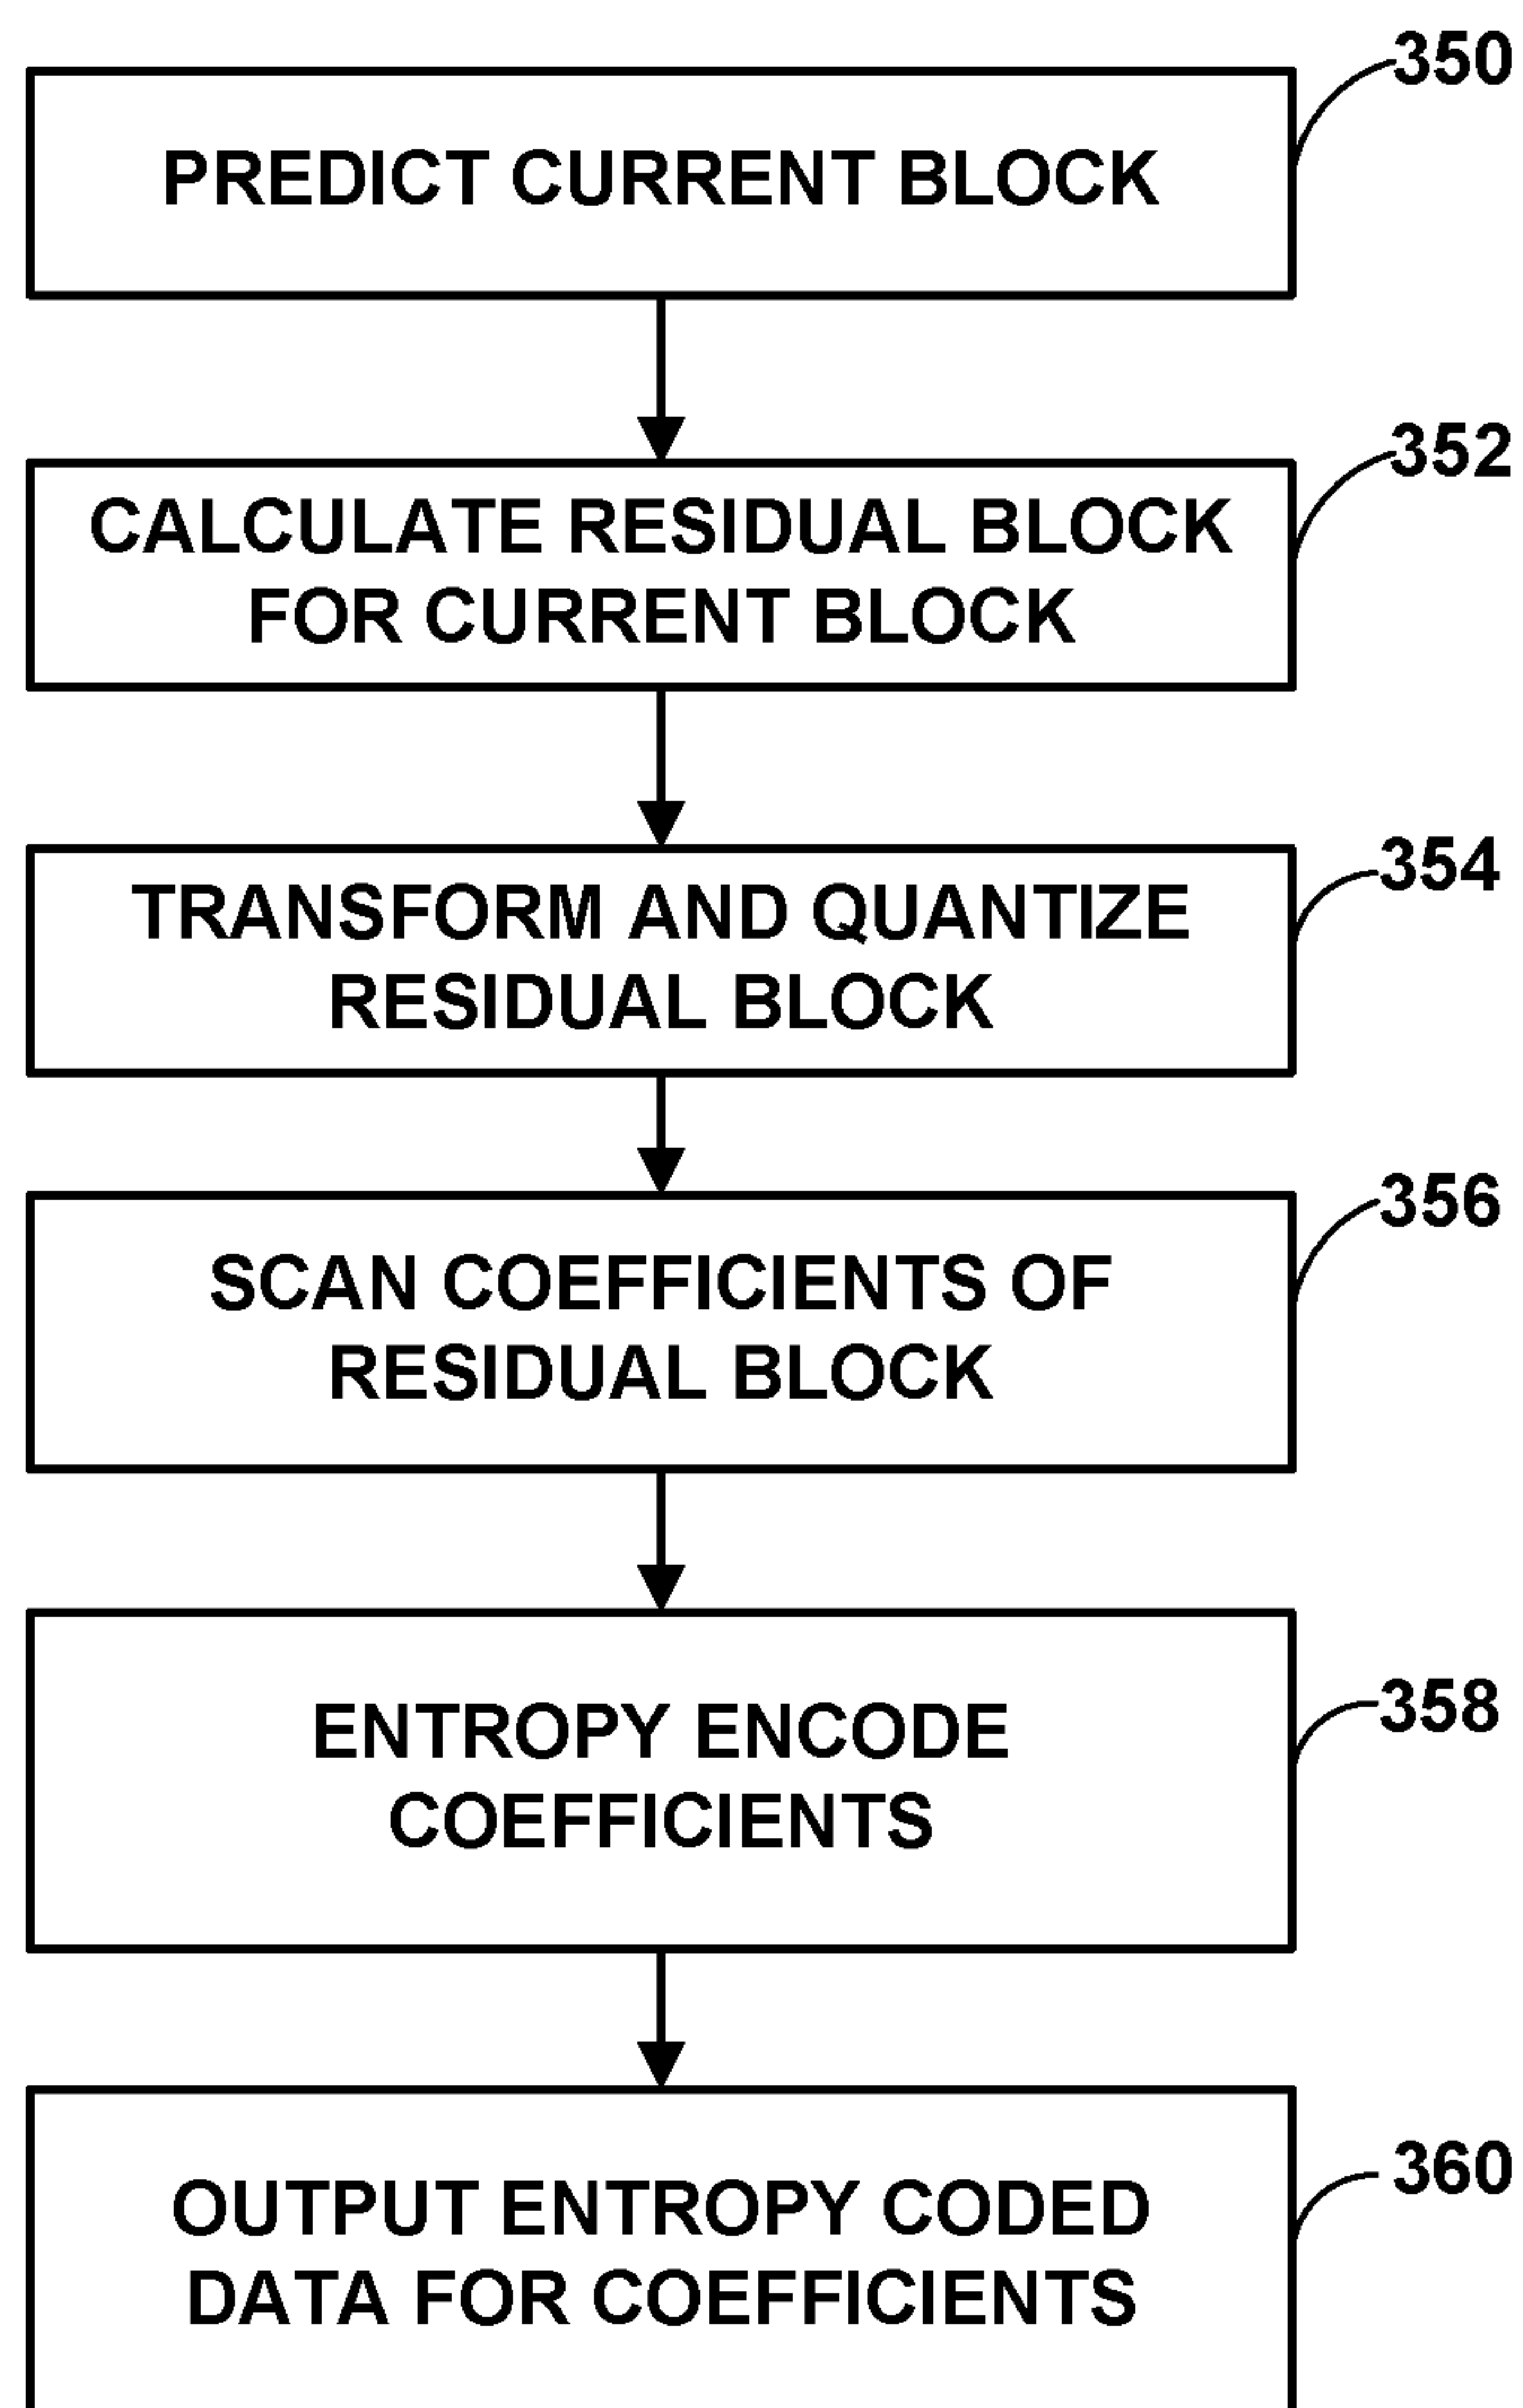 350
PREDICT CURRENT BLOCK
352
CALCULATE RESIDUAL BLOCK
FOR CURRENT BLOCK
354
TRANSFORM AND QUANTIZE
RESIDUAL BLOCK
356
SCAN COEFFICIENTS OF
RESIDUAL BLOCK
358
ENTROPY ENCODE
COEFFICIENTS
360
OUTPUT ENTROPY CODED
DATA FOR COEFFICIENTS